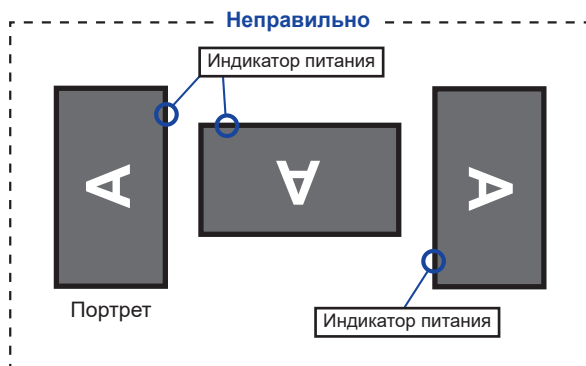 Неправильно
Индикатор питания
A
A
A
Портрет
Индикатор питания